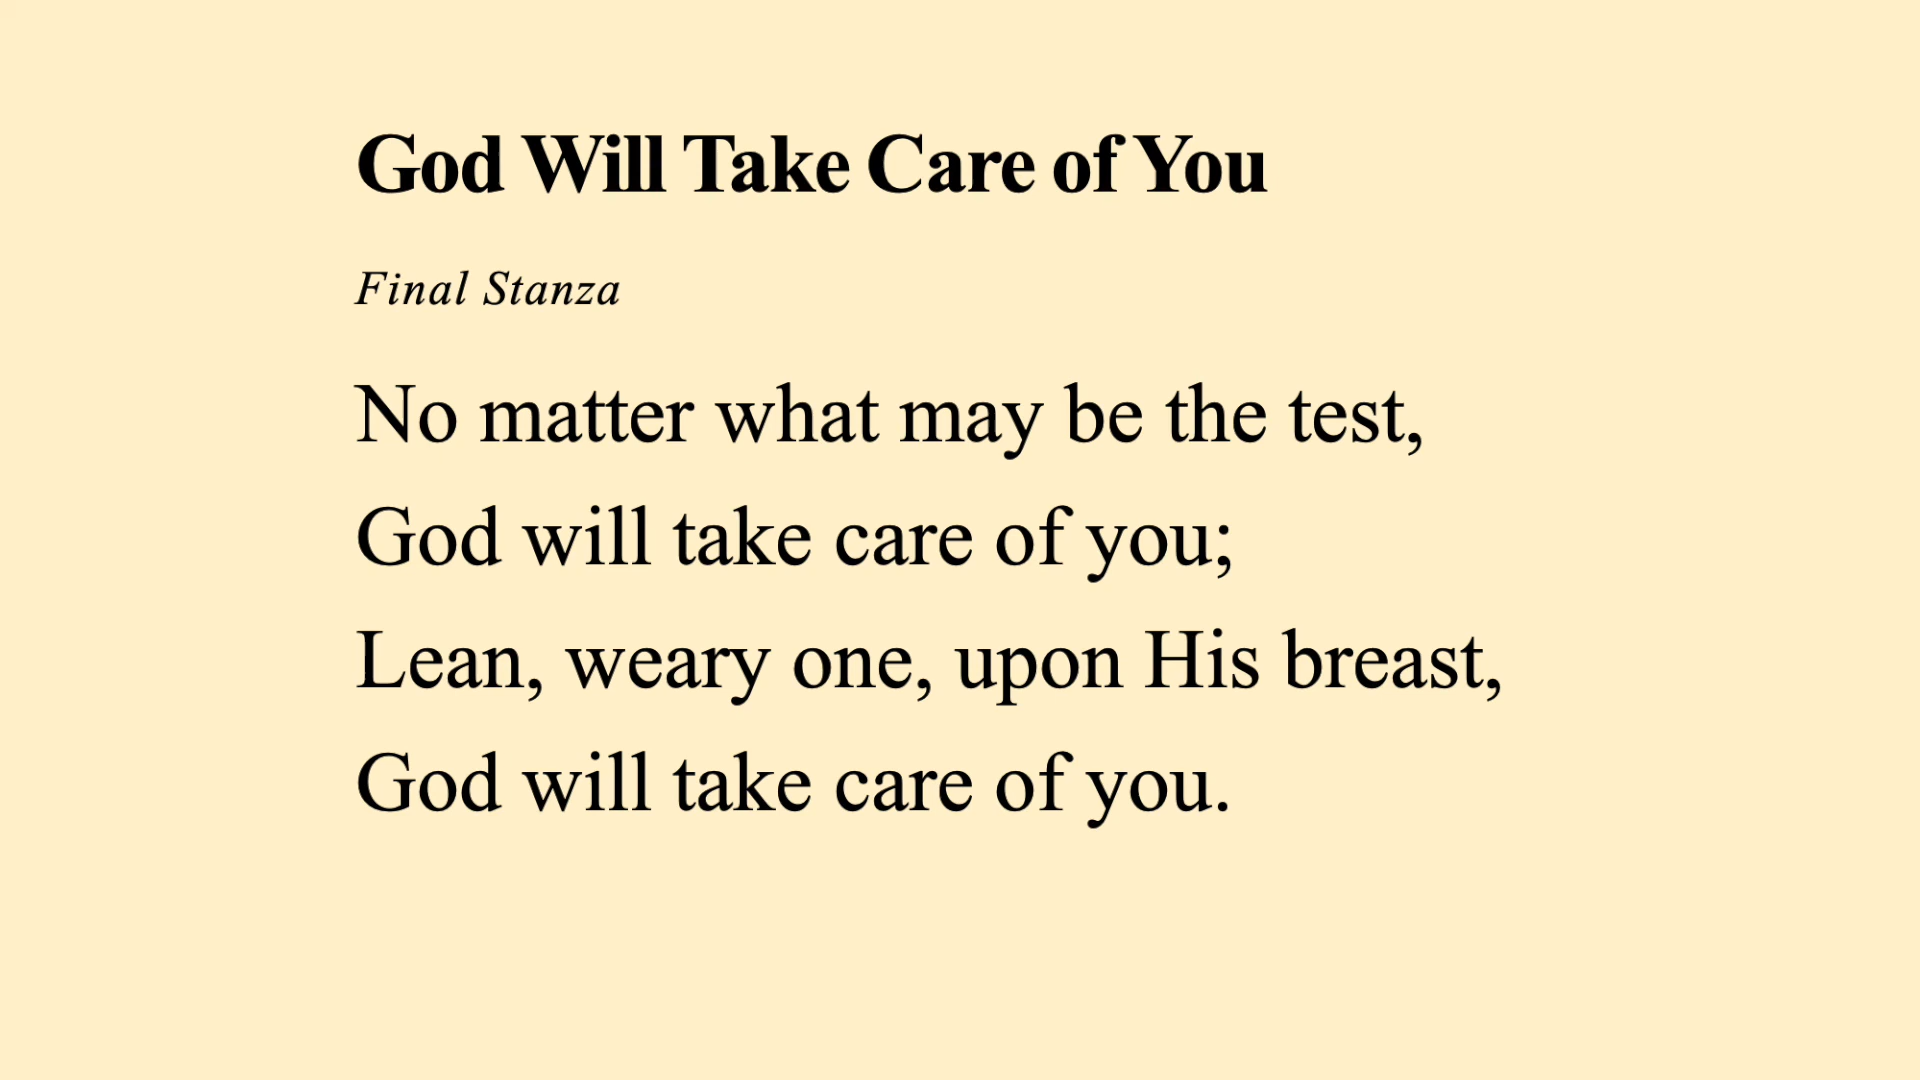 God Will Take Care of You
Final Stanza
No matter what may be the test,
God will take care of you;
Lean, weary one, upon His breast,
God will take care of you.